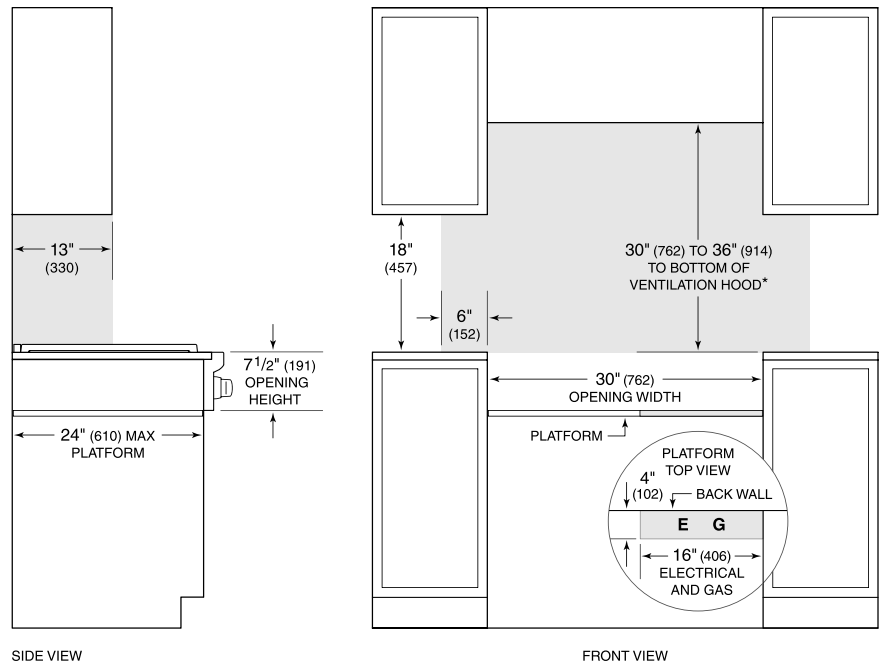 13"
(330)
7 1/2" (191)
OPENING
HEIGHT
24" (610) MAX
PLATFORM
SIDE VIEW
18"
(457)
30" (762) TO 36" (914)
TO BOTTOM OF
VENTILATION HOOD*
6"
(152)
30" (762)
OPENING WIDTH
PLATFORM
PLATFORM
TOP VIEW
4"
(102)
BACK WALL
E G
16" (406)
ELECTRICAL
AND GAS
FRONT VIEW